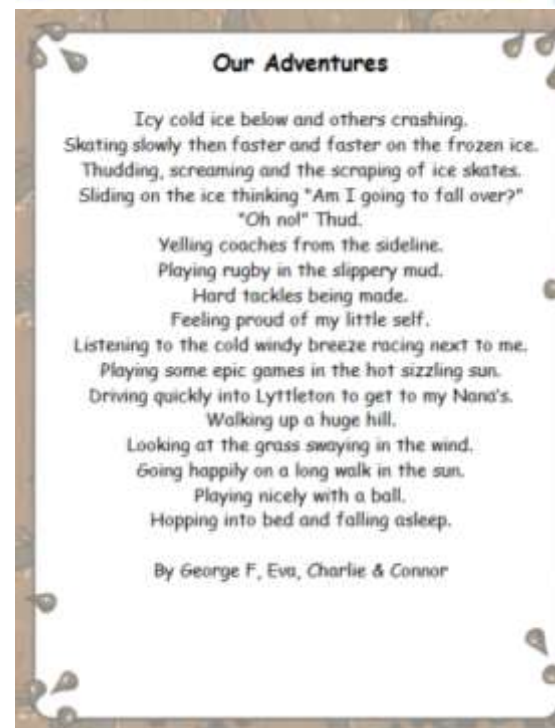 Our Adventures
Icy cold ice below and others crashing.
Skating slowly then faster and faster on the frozen ice.
Thudding, screaming and the scraping of ice skates.
Sliding on the ice thinking "Am I going to fall over?"
"Oh no!" Thud.
Yelling coaches from the sideline.
Playing rugby in the slippery mud.
Hard tackles being made.
Feeling proud of my little self.
Listening to the cold windy breeze racing next to me.
Playing some epic games in the hot sizzling sun.
Driving quickly into Lyttleton to get to my Nana's.
Walking up a huge hill.
Looking at the grass swaying in the wind.
Going happily on a long walk in the sun.
Playing nicely with a ball.
Hopping into bed and falling asleep.
By George F, Eva, Charlie & Connor